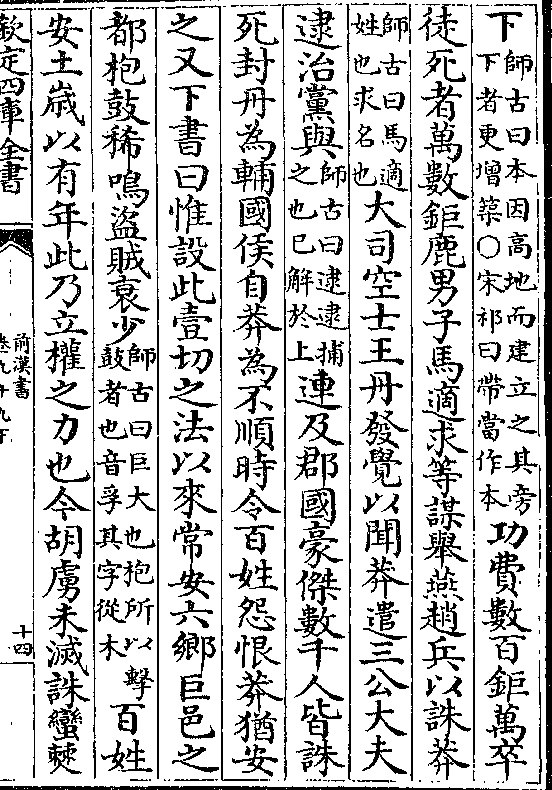 下師古曰本因高地而建立之其旁下者更增築○宋祁曰帶當作本功費數百鉅萬卒
徒死者萬數鉅鹿男子馬適求等謀舉燕趙兵以誅莽
師古曰馬適姓也求名也大司空士王丹發覺以聞莽遣三公大夫
逮治黨與師古曰逮逮捕之也已解於上連及郡國豪傑數千人皆誅
死封丹為輔國侯自莽為不順時令百姓怨恨莽猶安
之又下書曰惟設此壹切之法以來常安六鄉巨邑之
都枹鼓稀鳴盜賊衰少師古曰巨大也枹所以擊鼓者也音孚其字從木百姓
安土歲以有年此乃立權之力也今胡虜未滅誅蠻僰
欽定四庫全書
前漢書
卷九十九下
十四